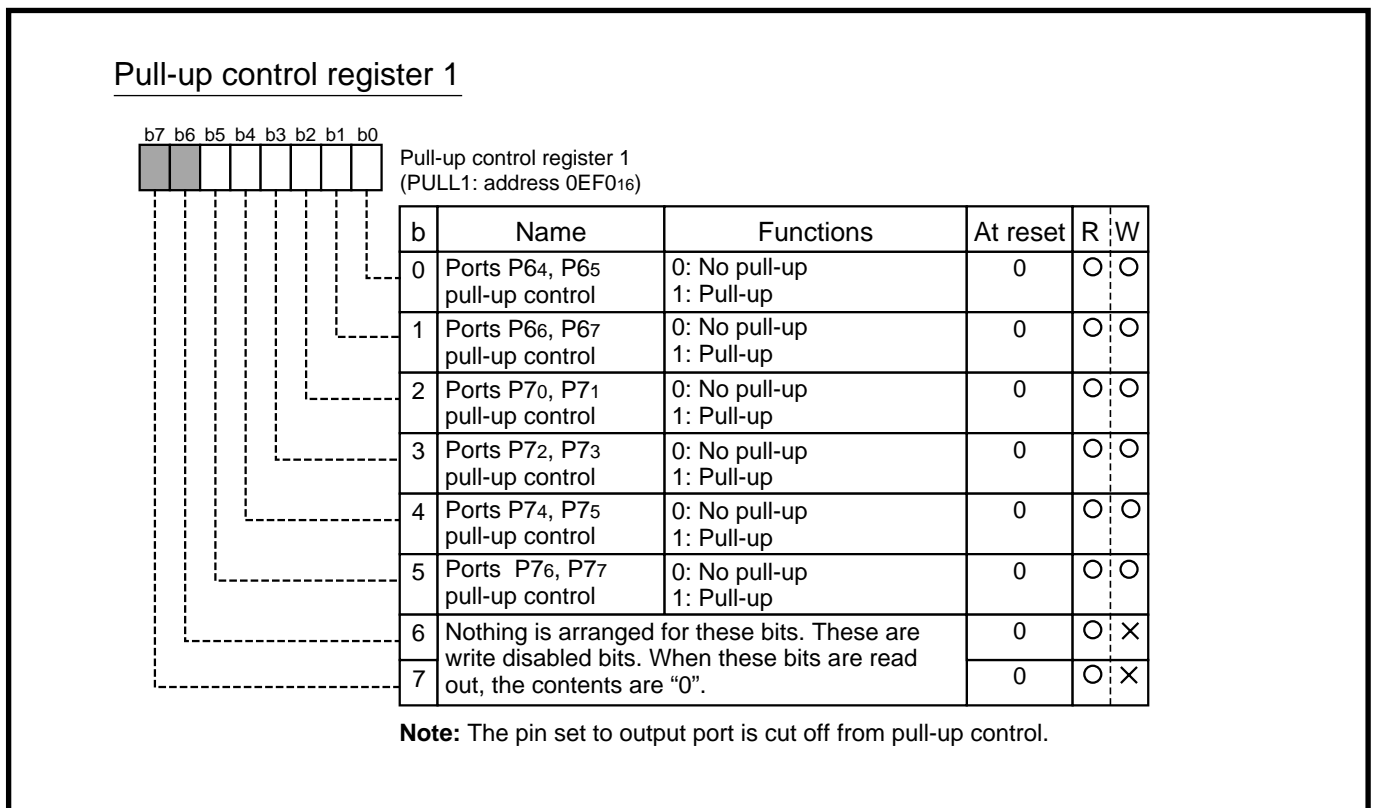 Pull-up control register 1
b7 b6 b5 b4 b3 b2 b1 b0
Pull-up control register 1
(PULL1: address 0EF016)
b Name Functions At reset R W
0 Ports P64, P65 0: No pull-up 0 O O
pull-up control 1: Pull-up
1 Ports P66, P67 0: No pull-up 0 O O
pull-up control 1: Pull-up
2 Ports P70, P71 0: No pull-up 0 O O
pull-up control 1: Pull-up
3 Ports P72, P73 0: No pull-up 0 O O
pull-up control 1: Pull-up
4 Ports P74, P75 0: No pull-up 0 O O
pull-up control 1: Pull-up
5 Ports P76, P77 0: No pull-up 0 O O
pull-up control 1: Pull-up
6 Nothing is arranged for these bits. These are 0 O ×
write disabled bits. When these bits are read
7 out, the contents are “0”. 0 O ×
Note: The pin set to output port is cut off from pull-up control.